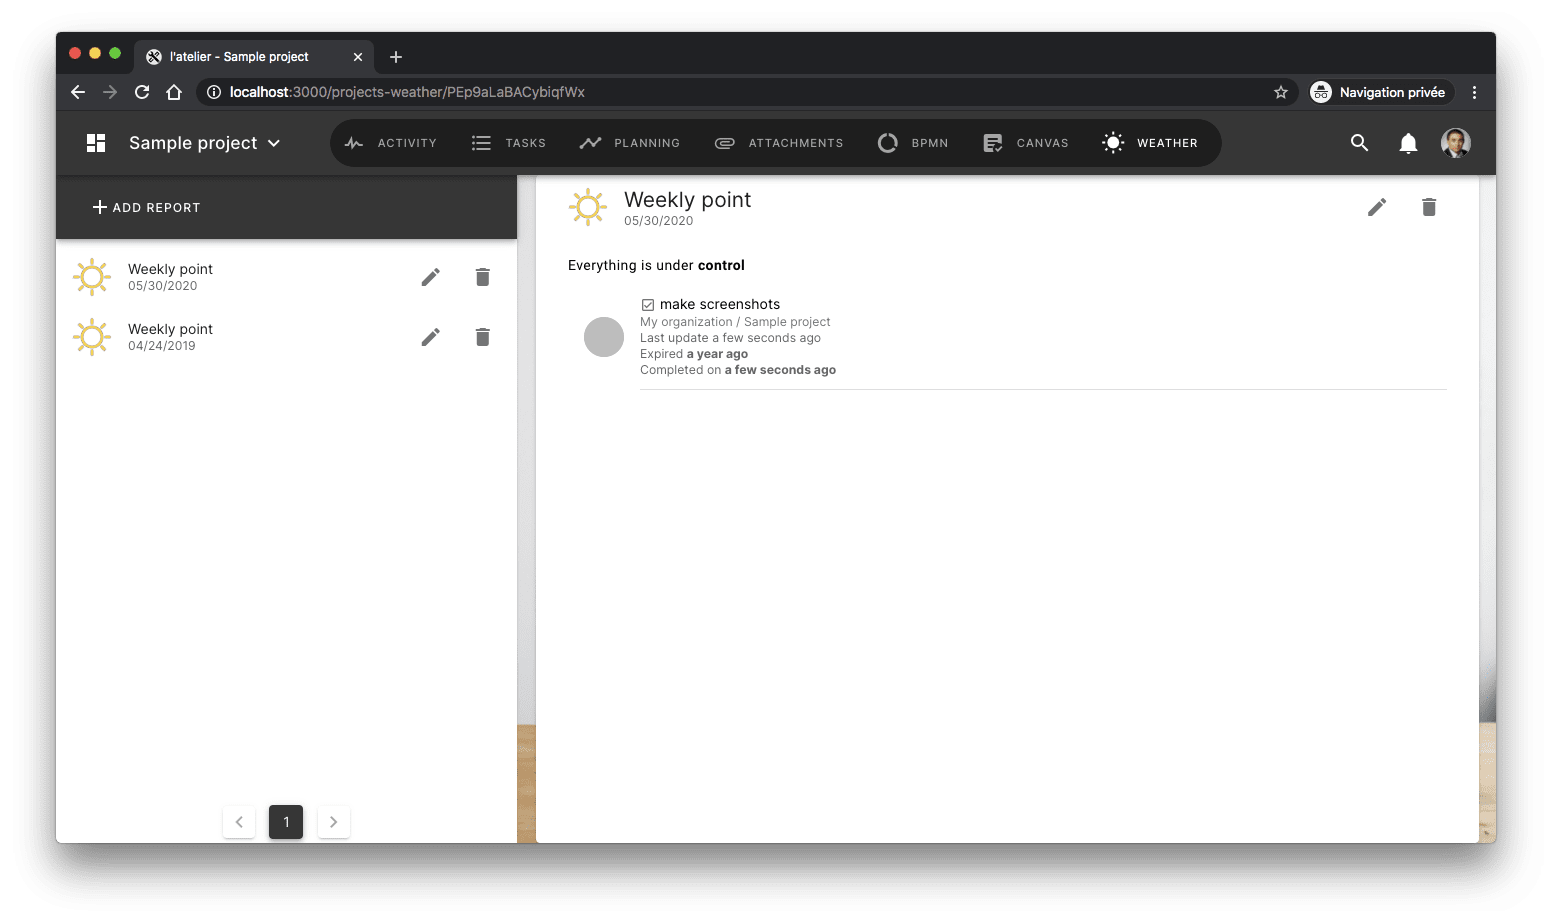 l'atelier - Sample project
localhost:3000/projects-weather/PEp9aLaBACybiqfWx
Navigation privée
Sample project
ACTIVITY
TASKS
PLANNING
ATTACHMENTS
BPMN
CANVAS
WEATHER
ADD REPORT
Weekly point
05/30/2020
Weekly point
04/24/2019
1
Weekly point
05/30/2020
Everything is under control
make screenshots
My organization / Sample project
Last update a few seconds ago
Expired a year ago
Completed on a few seconds ago